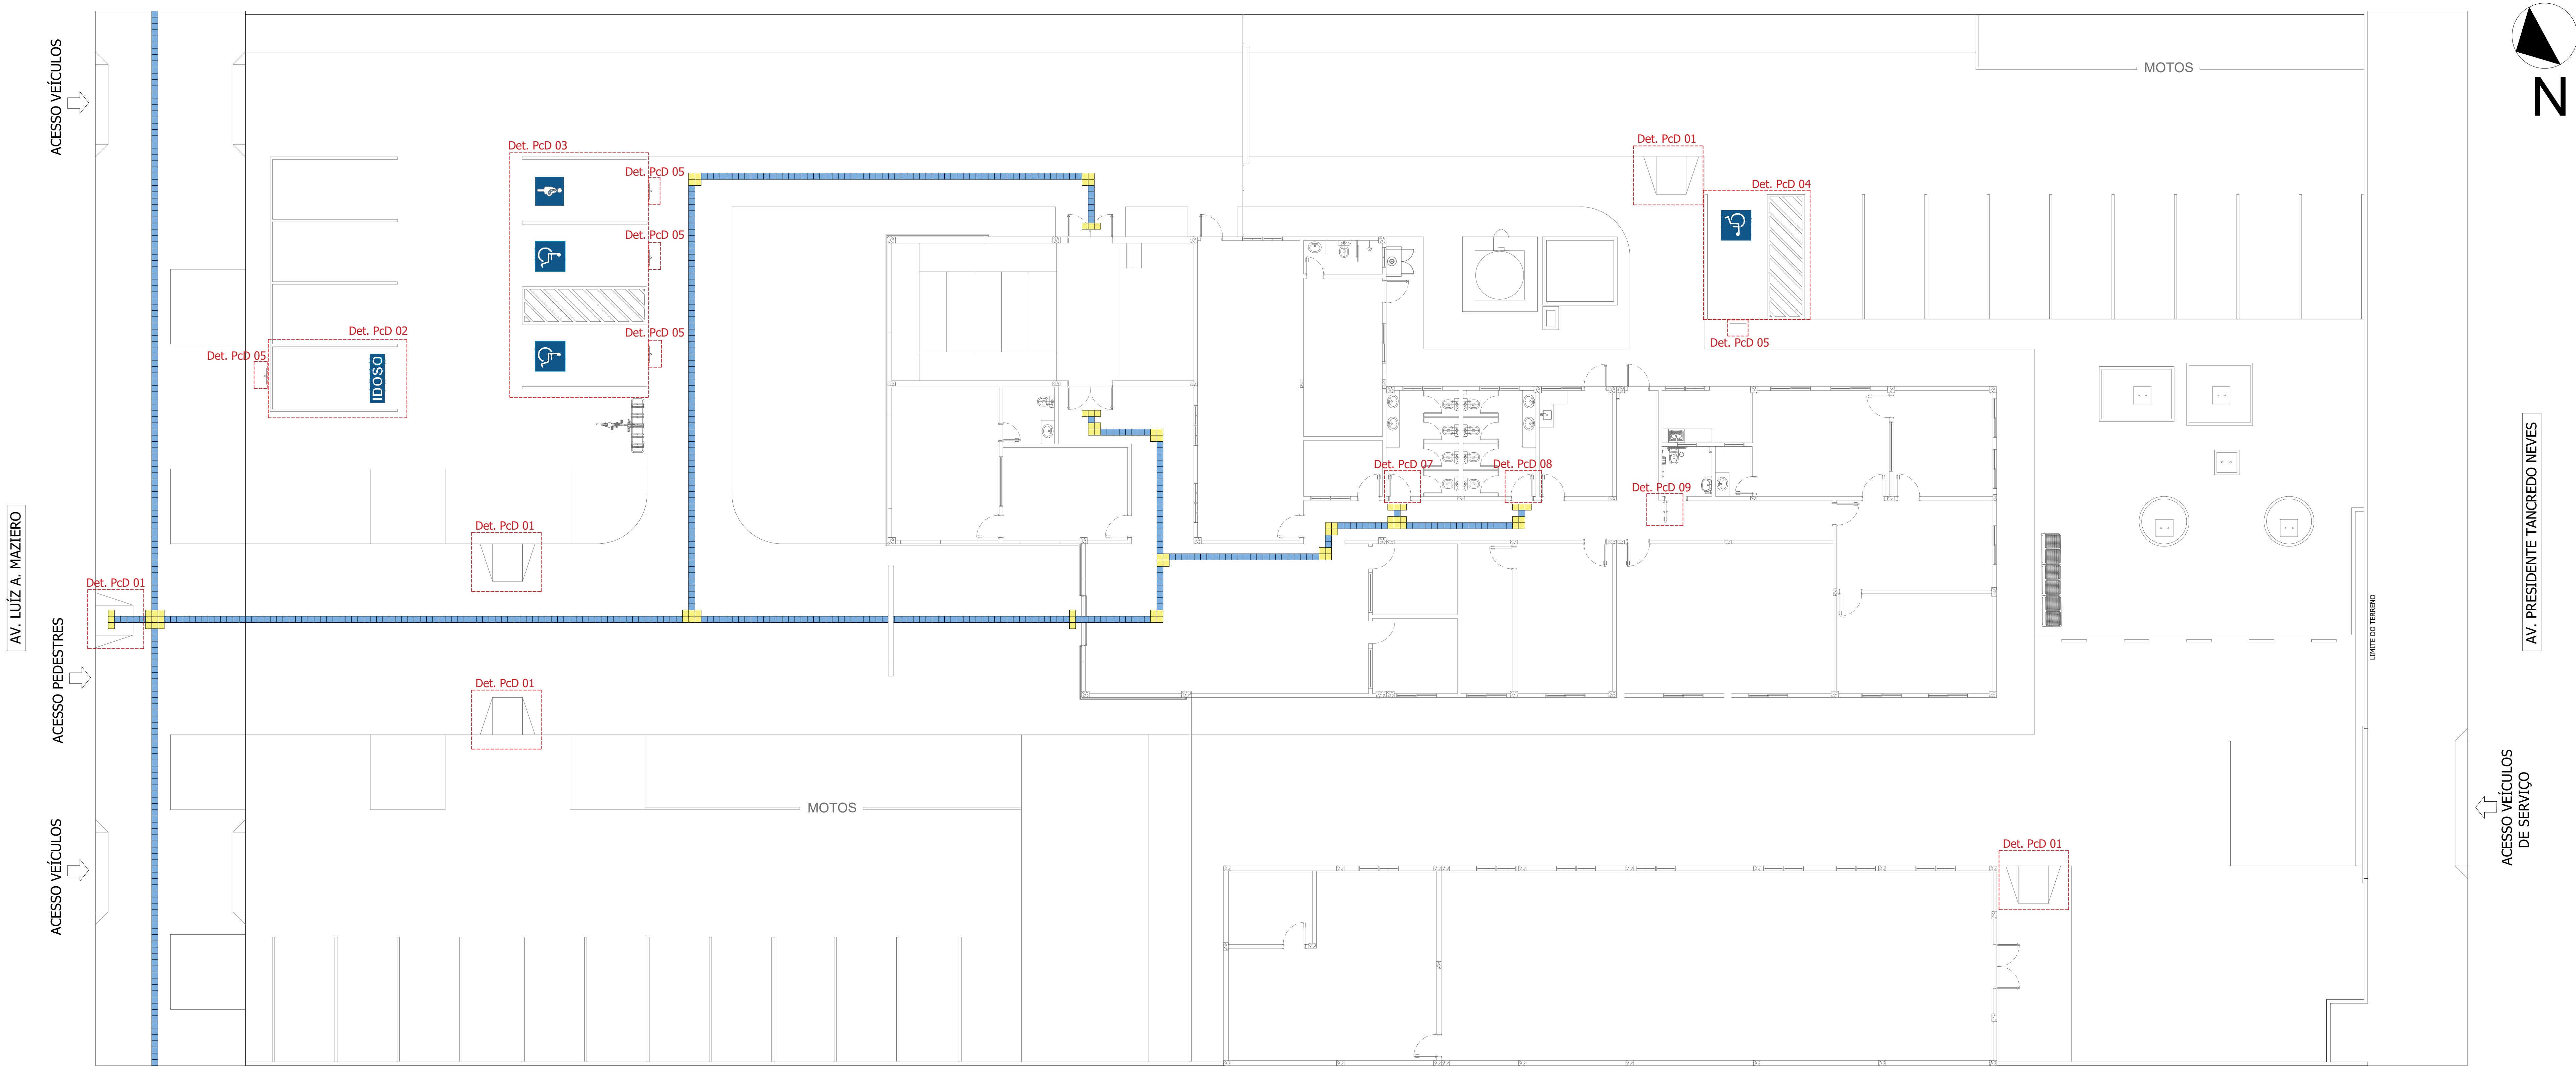 ACESSO VEÍCULOS
MOTOS
N
Det. PcD 03
Det. PcD 05
Det. PcD 01
Det. PcD 04
Det. PcD 05
Det. PcD 05
Det. PcD 02
Det. PcD 05
IDOSO
Det. PcD 05
Det. PcD 07
Det. PcD 08
Det. PcD 09
AV. LUÍZ A. MAZIERO
Det. PcD 01
Det. PcD 01
ACESSO PEDESTRES
Det. PcD 01
AV. PRESIDENTE TANCREDO NEVES
LIMITE DO TERRENO
MOTOS
ACESSO VEÍCULOS
ACESSO VEÍCULOS
DE SERVIÇO
Det. PcD 01